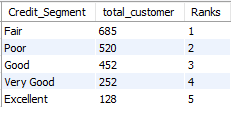 Credit_Segment total_customer Ranks
Fair 685 1
Poor 520 2
Good 452 3
Very Good 252 4
Excellent 128 5